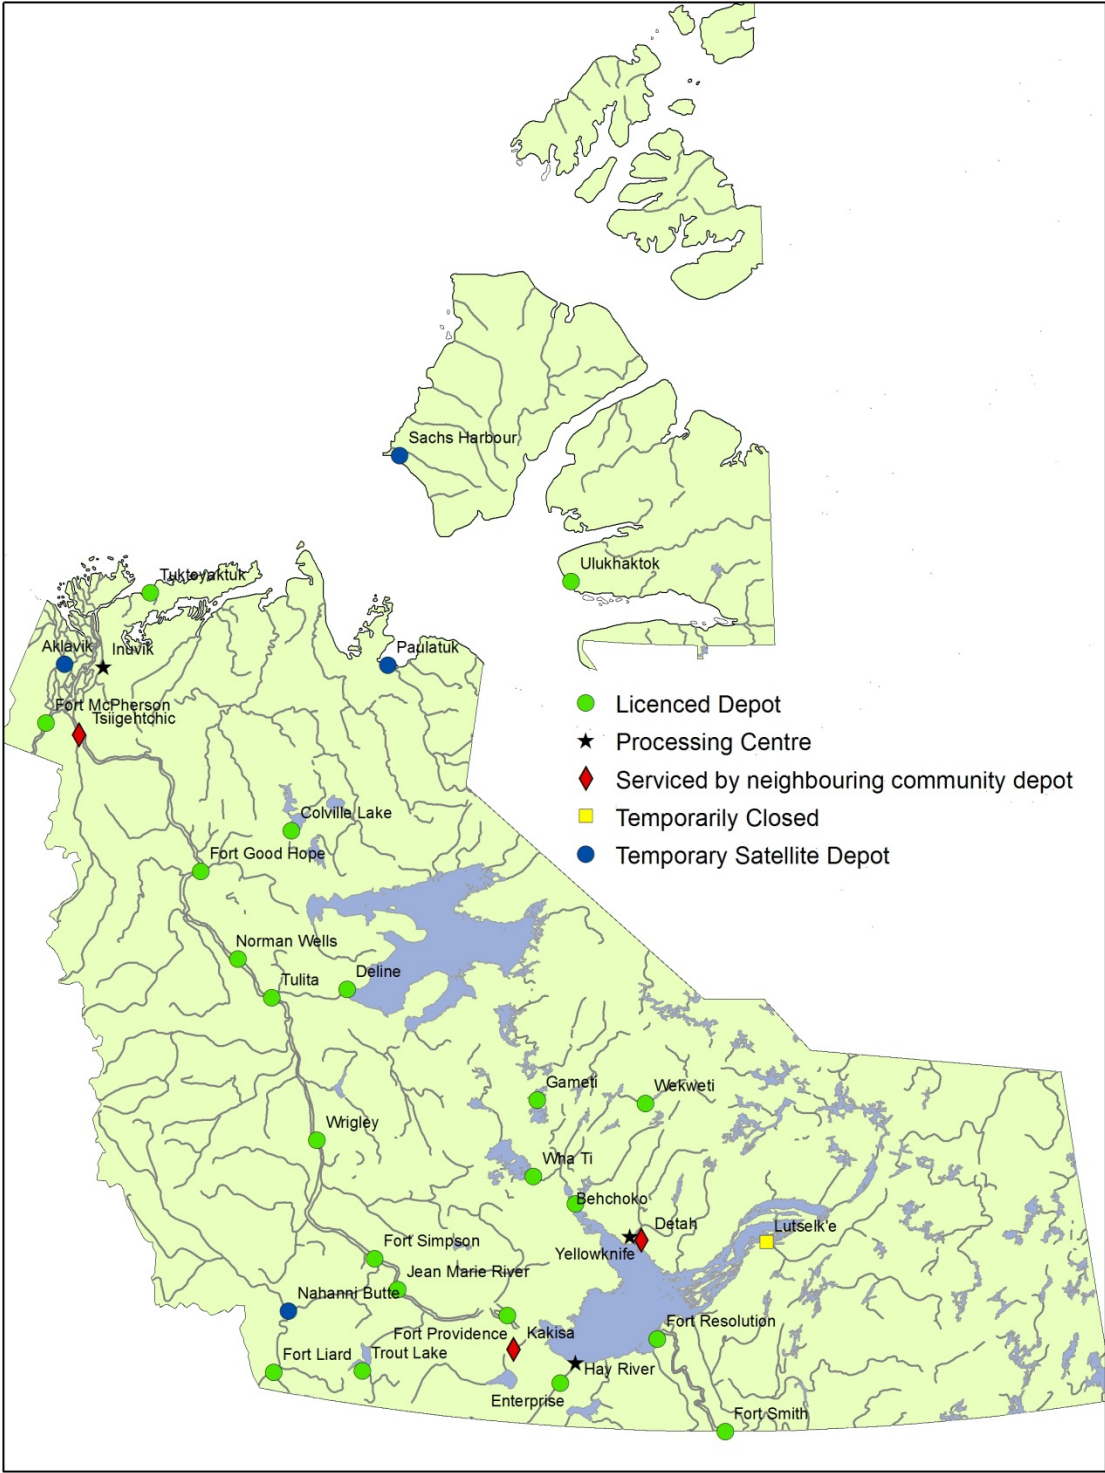 Sachs Harbour
Ulukhaktok
Tuktoyaktuk
Aklavik
Inuvik
Paulatuk
Fort McPherson
Tsiigehtchic
Licenced Depot
Processing Centre
Serviced by neighbouring community depot
Temporarily Closed
Temporary Satellite Depot
Colville Lake
Fort Good Hope
Norman Wells
Tulita
Deline
Gameti
Wekweti
Wrigley
Wha Ti
Behchoko
Detah
Lutselk'e
Yellowknife
Fort Simpson
Jean Marie River
Nahanni Butte
Fort Resolution
Fort Providence
Kakisa
Fort Liard
Trout Lake
Hay River
Enterprise
Fort Smith